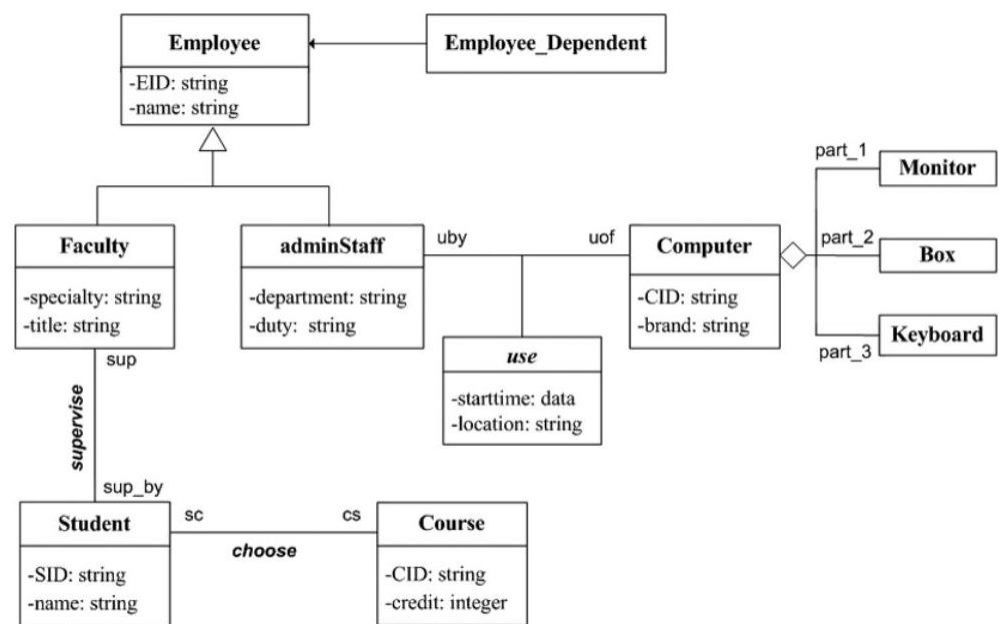 Employee
-EID: string
-name: string
Employee_Dependent
part_1
Monitor
part_2
Box
part_3
Keyboard
Faculty
-specialty: string
-title: string
adminStaff
-department: string
-duty: string
uby
uof
Computer
-CID: string
-brand: string
use
-starttime: data
-location: string
sup
supervise
sup_by
Student
-SID: string
-name: string
sc
cs
choose
Course
-CID: string
-credit: integer